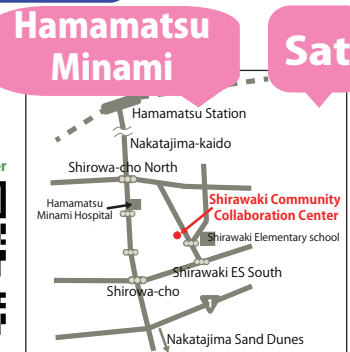 Hamamatsu
Minami
Sat
Hamamatsu Station
Nakatajima-kaido
Shirowa-cho North
er
Hamamatsu
Minami Hospital
Shirawaki Community
Collaboration Center
Shirawaki Elementary school
Shirawaki ES South
Shirowa-cho
1
Nakatajima Sand Dunes